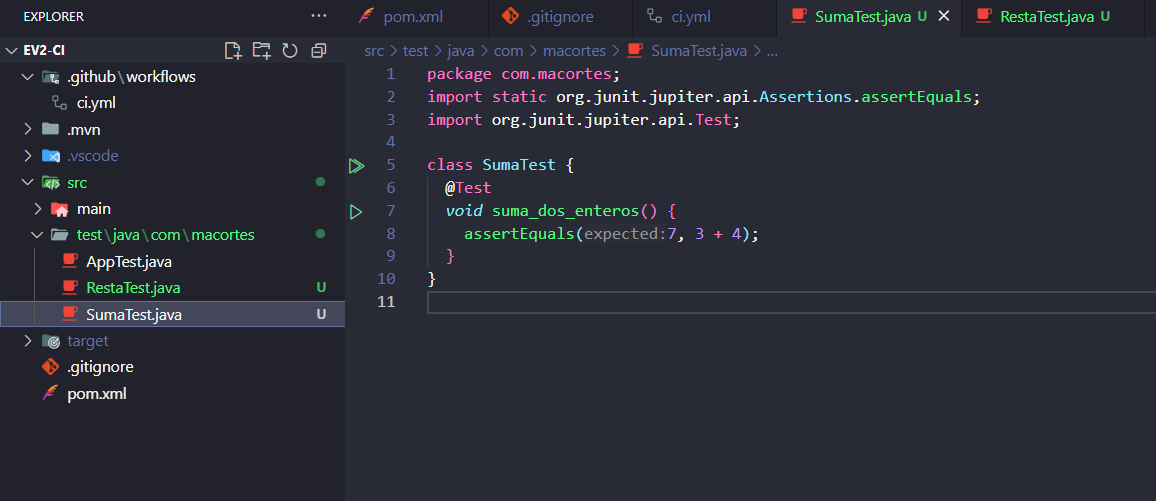 EXPLORER ...
EV2-CI
.github\workflows
ci.yml
.mvn
.vscode
src
main
test\java\com\macortes
AppTest.java
RestaTest.java U
SumaTest.java U
target
.gitignore
pom.xml
pom.xml .gitignore ci.yml SumaTest.java U RestaTest.java U
src > test > java > com > macortes > SumaTest.java > ...
1 package com.macortes;
2 import static org.junit.jupiter.api.Assertions.assertEquals;
3 import org.junit.jupiter.api.Test;
4
5 class SumaTest {
6 @Test
7 void suma_dos_enteros() {
8 assertEquals(expected:7, 3 + 4);
9 }
10 }
11